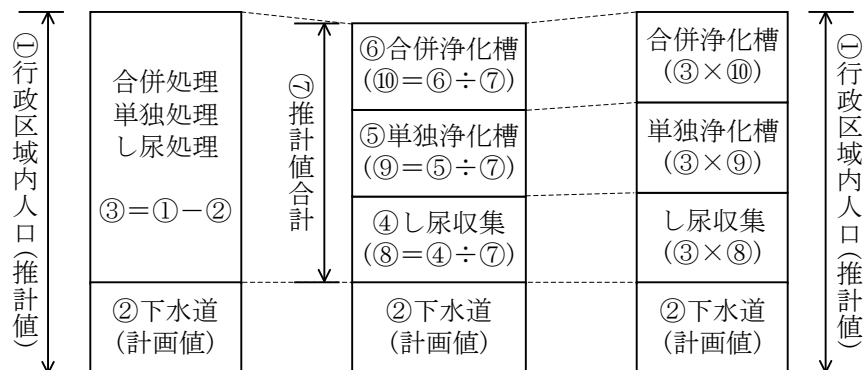 ①行政区域内人口(推計値)
合併処理
単独処理
し尿処理
③=①-②
②下水道
(計画値)
⑦推計値合計
⑥合併浄化槽
(⑩=⑥÷⑦)
⑤単独浄化槽
(⑨=⑤÷⑦)
④し尿収集
(⑧=④÷⑦)
②下水道
(計画値)
合併浄化槽
(③×⑩)
単独浄化槽
(③×⑨)
し尿収集
(③×⑧)
②下水道
(計画値)
①行政区域内人口(推計値)